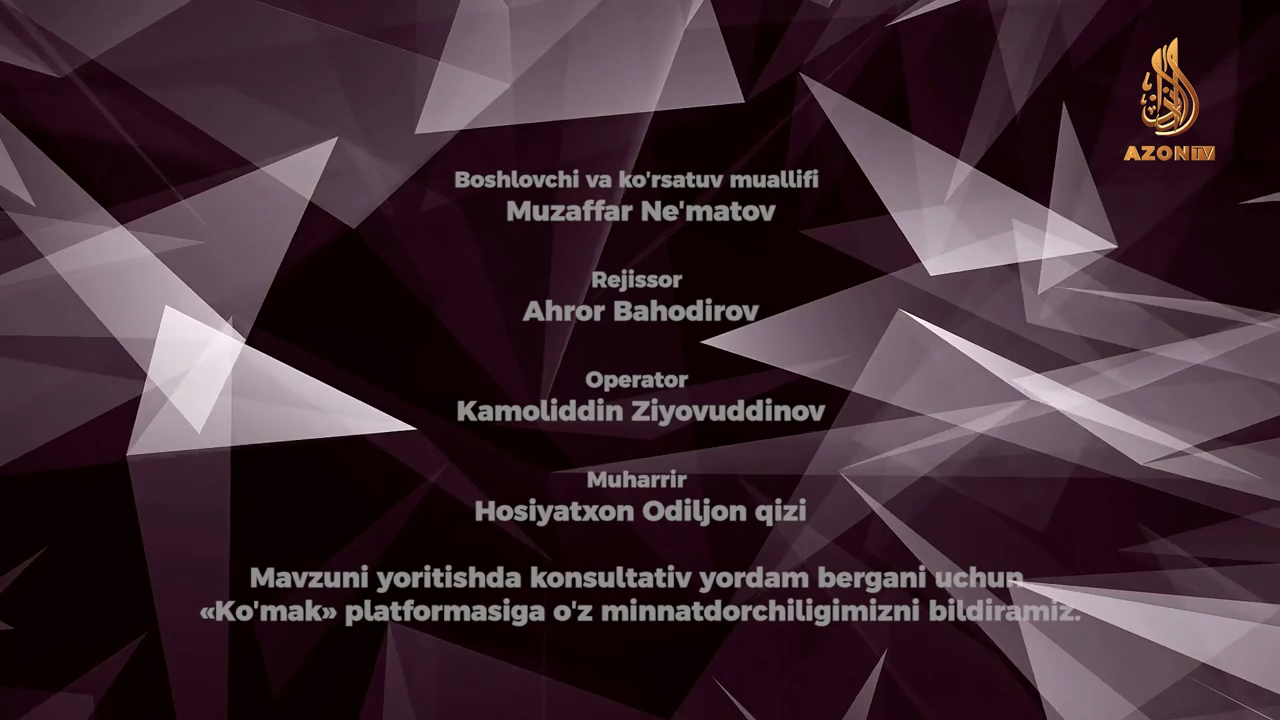 AZON TV
Boshlovchi va ko'rsatuv muallifi
Muzaffar Ne'matov
Rejissor
Ahror Bahodirov
Operator
Kamoliddin Ziyovuddinov
Muharrir
Hosiyatxon Odiljon qizi
Mavzuni yoritishda konsultativ yordam bergani uchun
«Ko'mak» platformasiga o'z minnatdorchiligimizni bildiramiz.